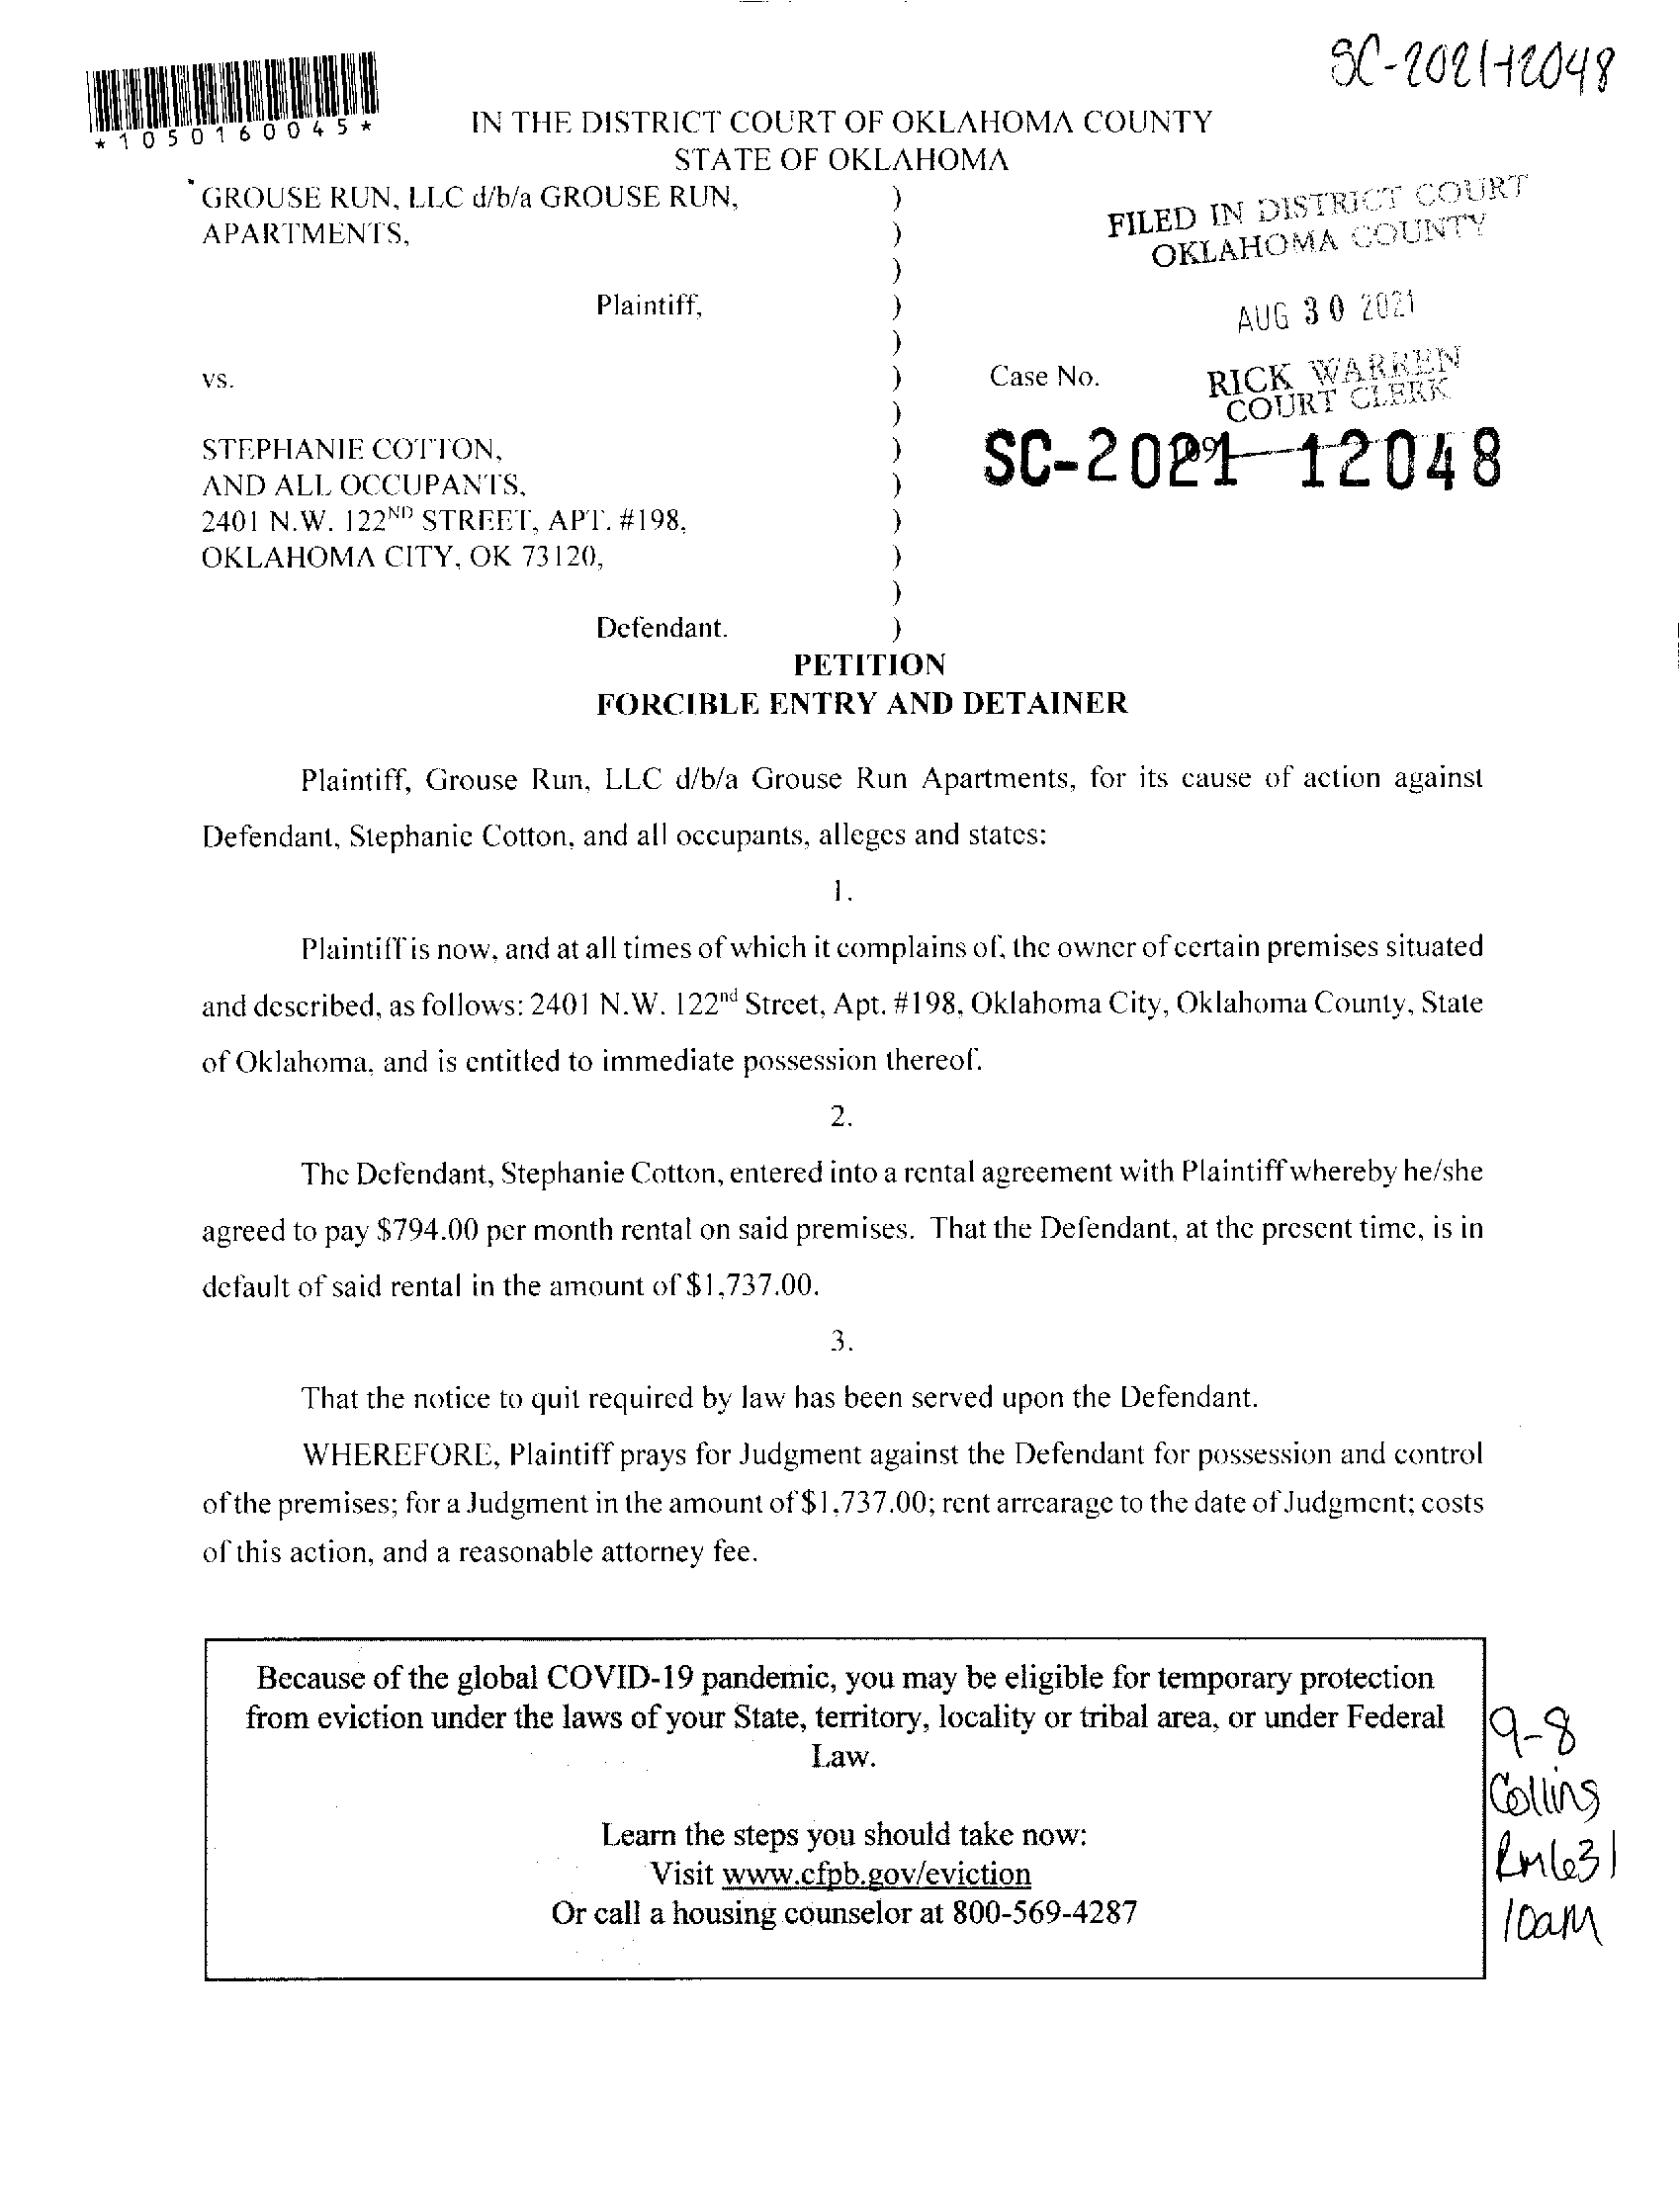 SC-2021-12048
*1050160045*
IN THE DISTRICT COURT OF OKLAHOMA COUNTY
STATE OF OKLAHOMA
GROUSE RUN, LLC d/b/a GROUSE RUN, )
APARTMENTS, )
)
Plaintiff, )
)
vs. )
)
STEPHANIE COTTON, )
AND ALL OCCUPANTS, )
2401 N.W. 122ND STREET, APT. #198, )
OKLAHOMA CITY, OK 73120, )
)
Defendant. )
FILED IN DISTRICT COURT
OKLAHOMA COUNTY
AUG 30 2021
Case No.
RICK WARREN
COURT CLERK
SC-2021-12048
PETITION
FORCIBLE ENTRY AND DETAINER
Plaintiff, Grouse Run, LLC d/b/a Grouse Run Apartments, for its cause of action against
Defendant, Stephanie Cotton, and all occupants, alleges and states:
1.
Plaintiff is now, and at all times of which it complains of, the owner of certain premises situated
and described, as follows: 2401 N.W. 122nd Street, Apt. #198, Oklahoma City, Oklahoma County, State
of Oklahoma, and is entitled to immediate possession thereof.
2.
The Defendant, Stephanie Cotton, entered into a rental agreement with Plaintiff whereby he/she
agreed to pay $794.00 per month rental on said premises. That the Defendant, at the present time, is in
default of said rental in the amount of $1,737.00.
3.
That the notice to quit required by law has been served upon the Defendant.
WHEREFORE, Plaintiff prays for Judgment against the Defendant for possession and control
of the premises; for a Judgment in the amount of $1,737.00; rent arrearage to the date of Judgment; costs
of this action, and a reasonable attorney fee.
Because of the global COVID-19 pandemic, you may be eligible for temporary protection
from eviction under the laws of your State, territory, locality or tribal area, or under Federal
Law.
Learn the steps you should take now:
Visit www.cfpb.gov/eviction
Or call a housing counselor at 800-569-4287
9-8
Collins
Rm631
10am